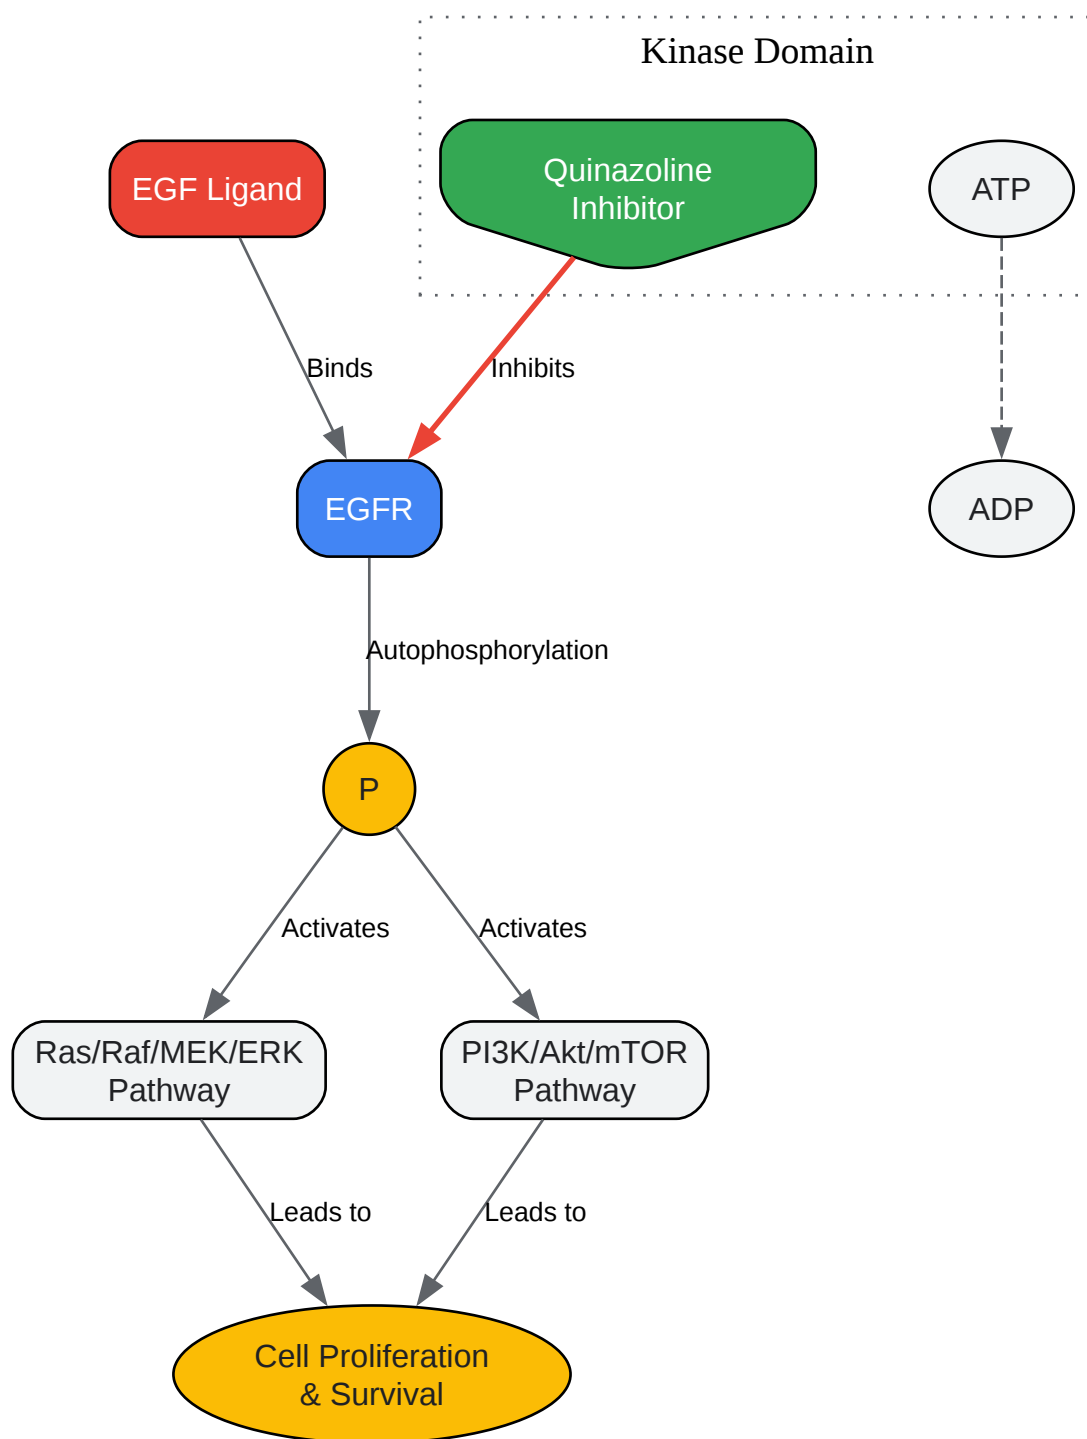 Kinase Domain
EGF Ligand
Quinazoline
Inhibitor
ATP
Binds
Inhibits
EGFR
ADP
Autophosphorylation
P
Activates
Activates
Ras/Raf/MEK/ERK
Pathway
PI3K/Akt/mTOR
Pathway
Leads to
Leads to
Cell Proliferation
& Survival